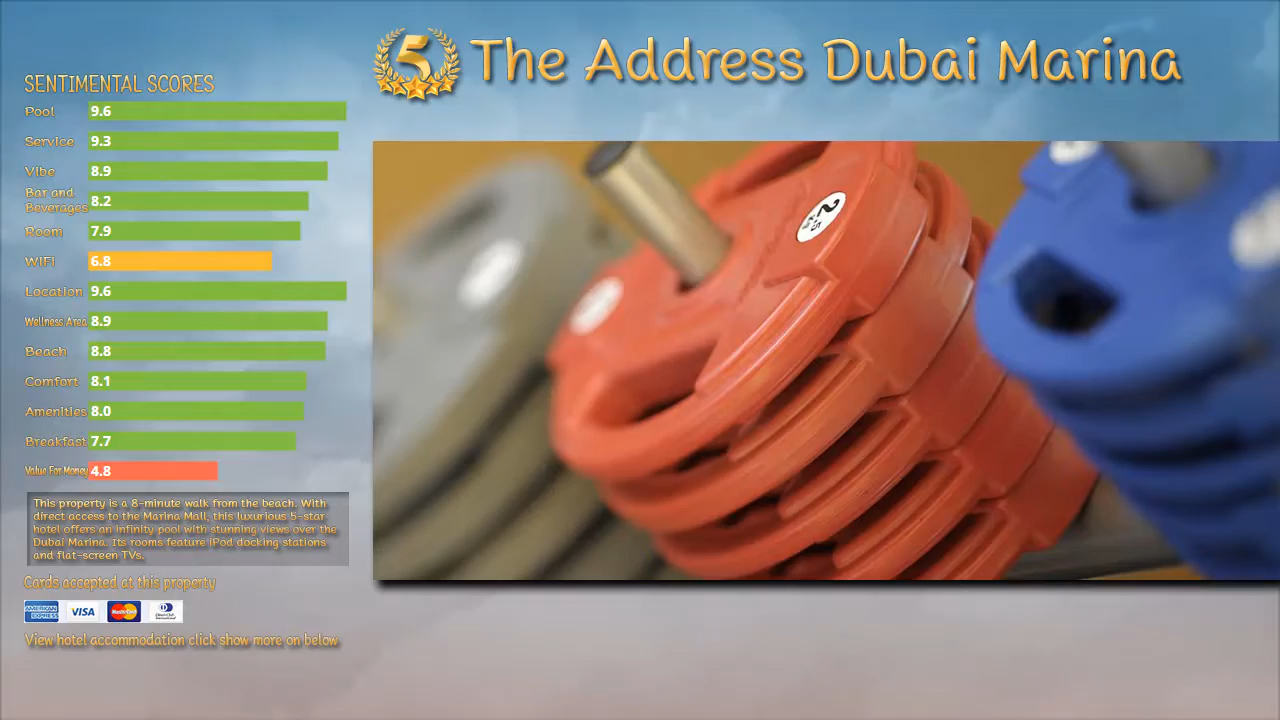 5 The Address Dubai Marina
SENTIMENTAL SCORES
Pool 9.6
Service 9.3
Vibe 8.9
Bar and
Beverages 8.2
Room 7.9
WiFi 6.8
Location 9.6
Wellness Area 8.9
Beach 8.8
Comfort 8.1
Amenities 8.0
Breakfast 7.7
Value For Money 4.8
This property is a 8-minute walk from the beach. With
direct access to the Marina Mall, this luxurious 5-star
hotel offers an infinity pool with stunning views over the
Dubai Marina. Its rooms feature iPod docking stations
and flat-screen TVs.
Cards accepted at this property
AMERICAN
EXPRESS
VISA
MasterCard
Diners Club
International
View hotel accommodation click show more on below
2